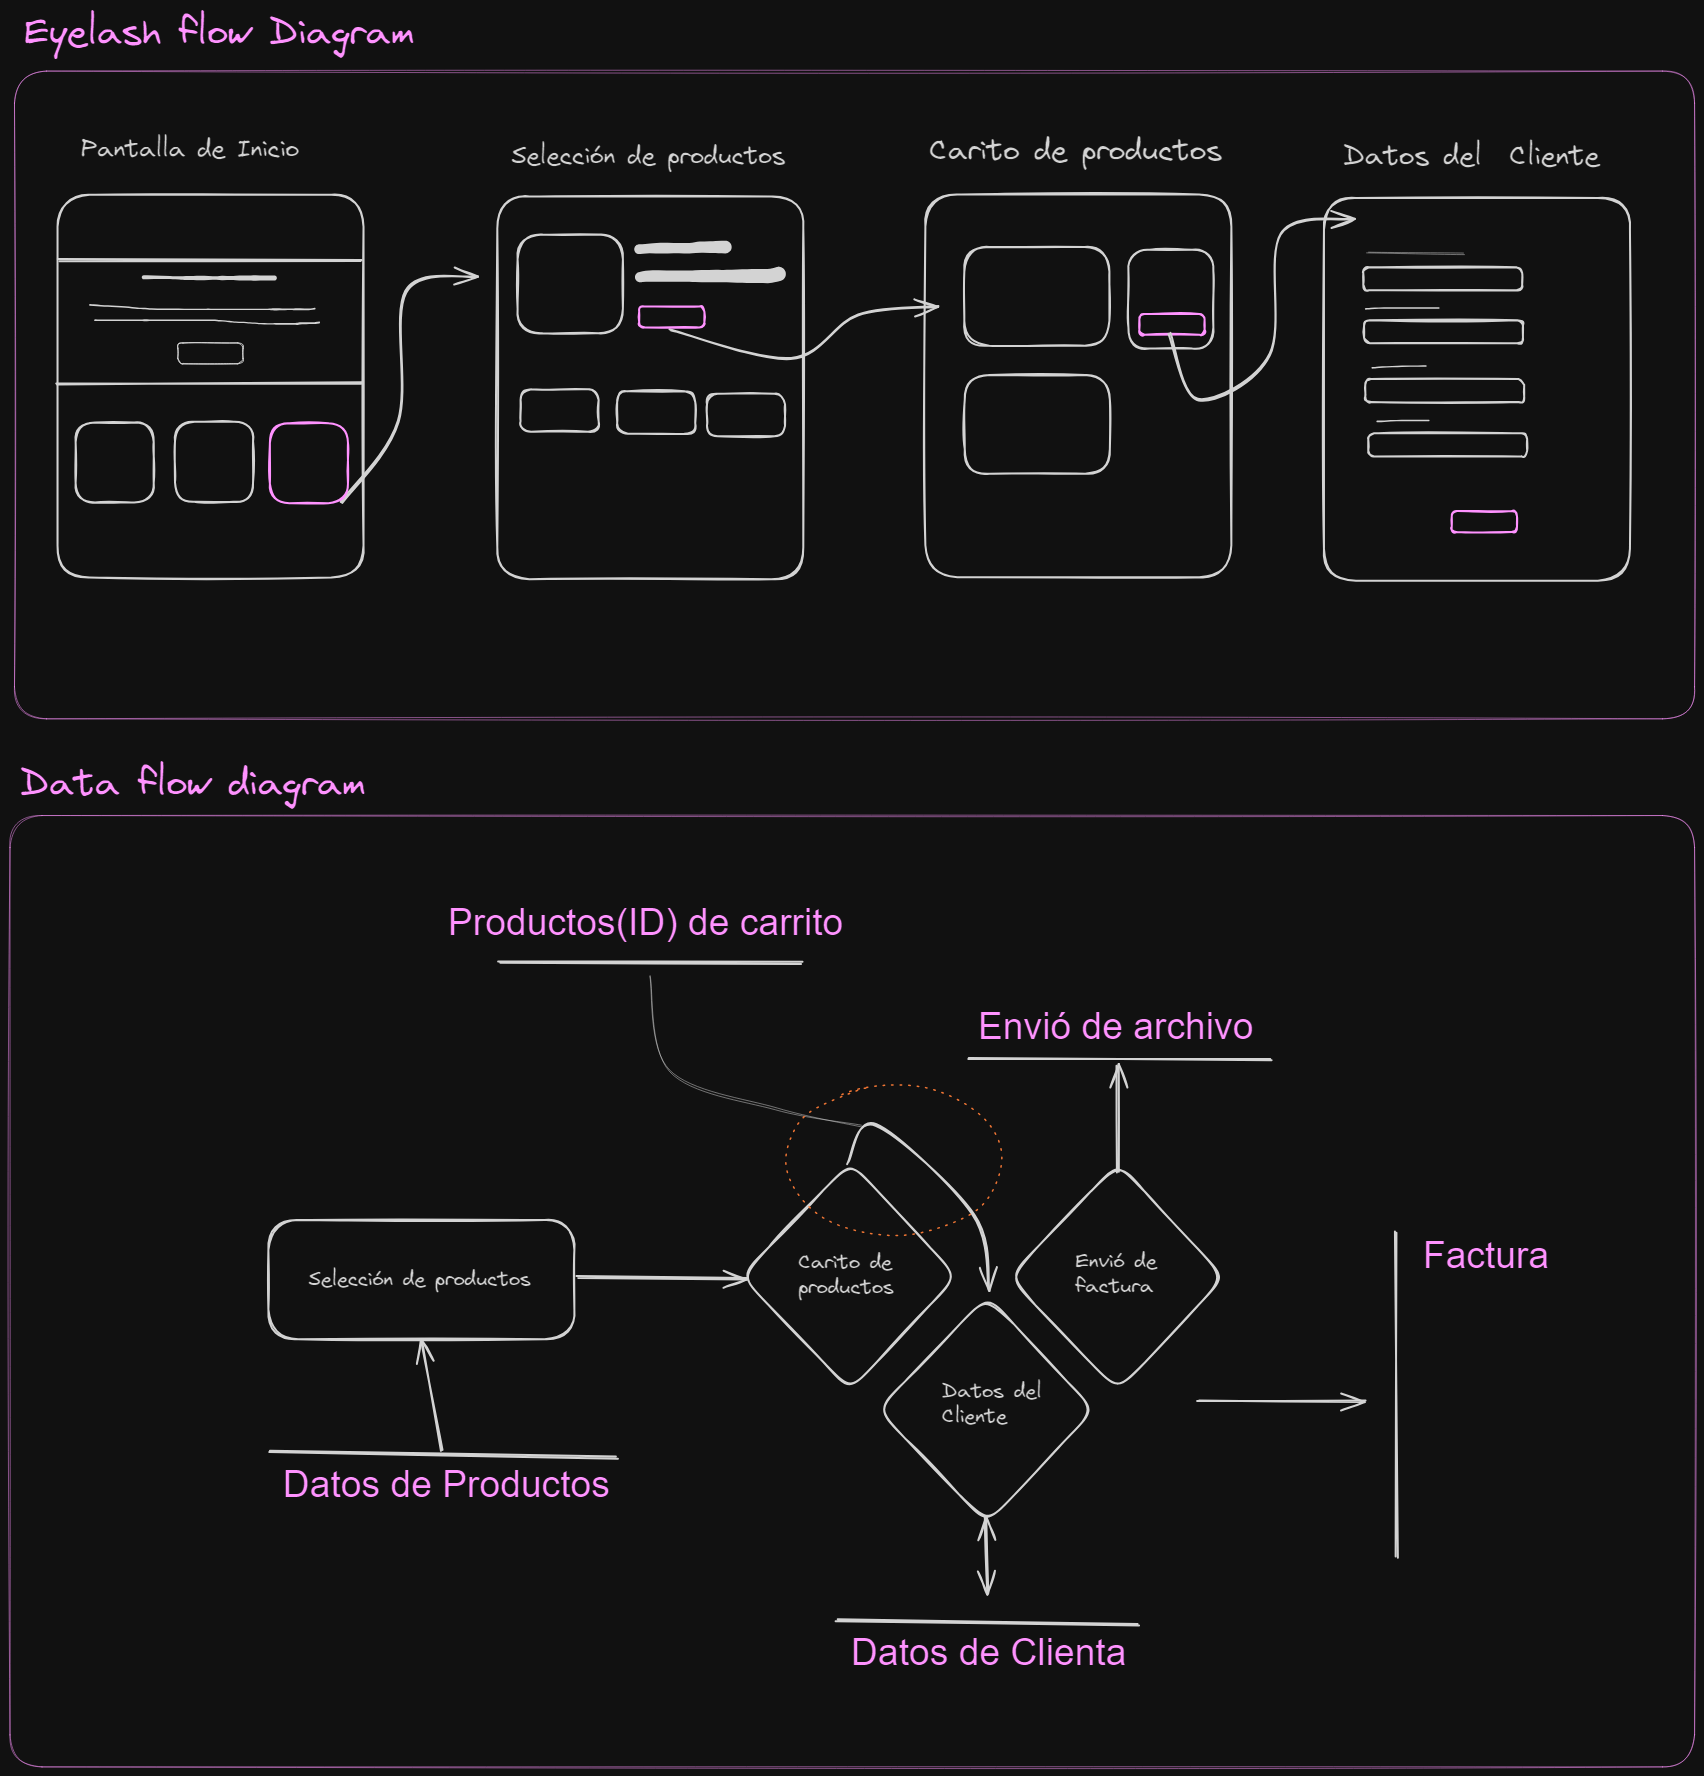 Eyelash flow Diagram
Pantalla de Inicio
Selección de productos
Carito de productos
Datos del Cliente
Data flow diagram
Productos(ID) de carrito
Envió de archivo
Selección de productos
Carito de
productos
Envió de
factura
Factura
Datos del
Cliente
Datos de Productos
Datos de Clienta